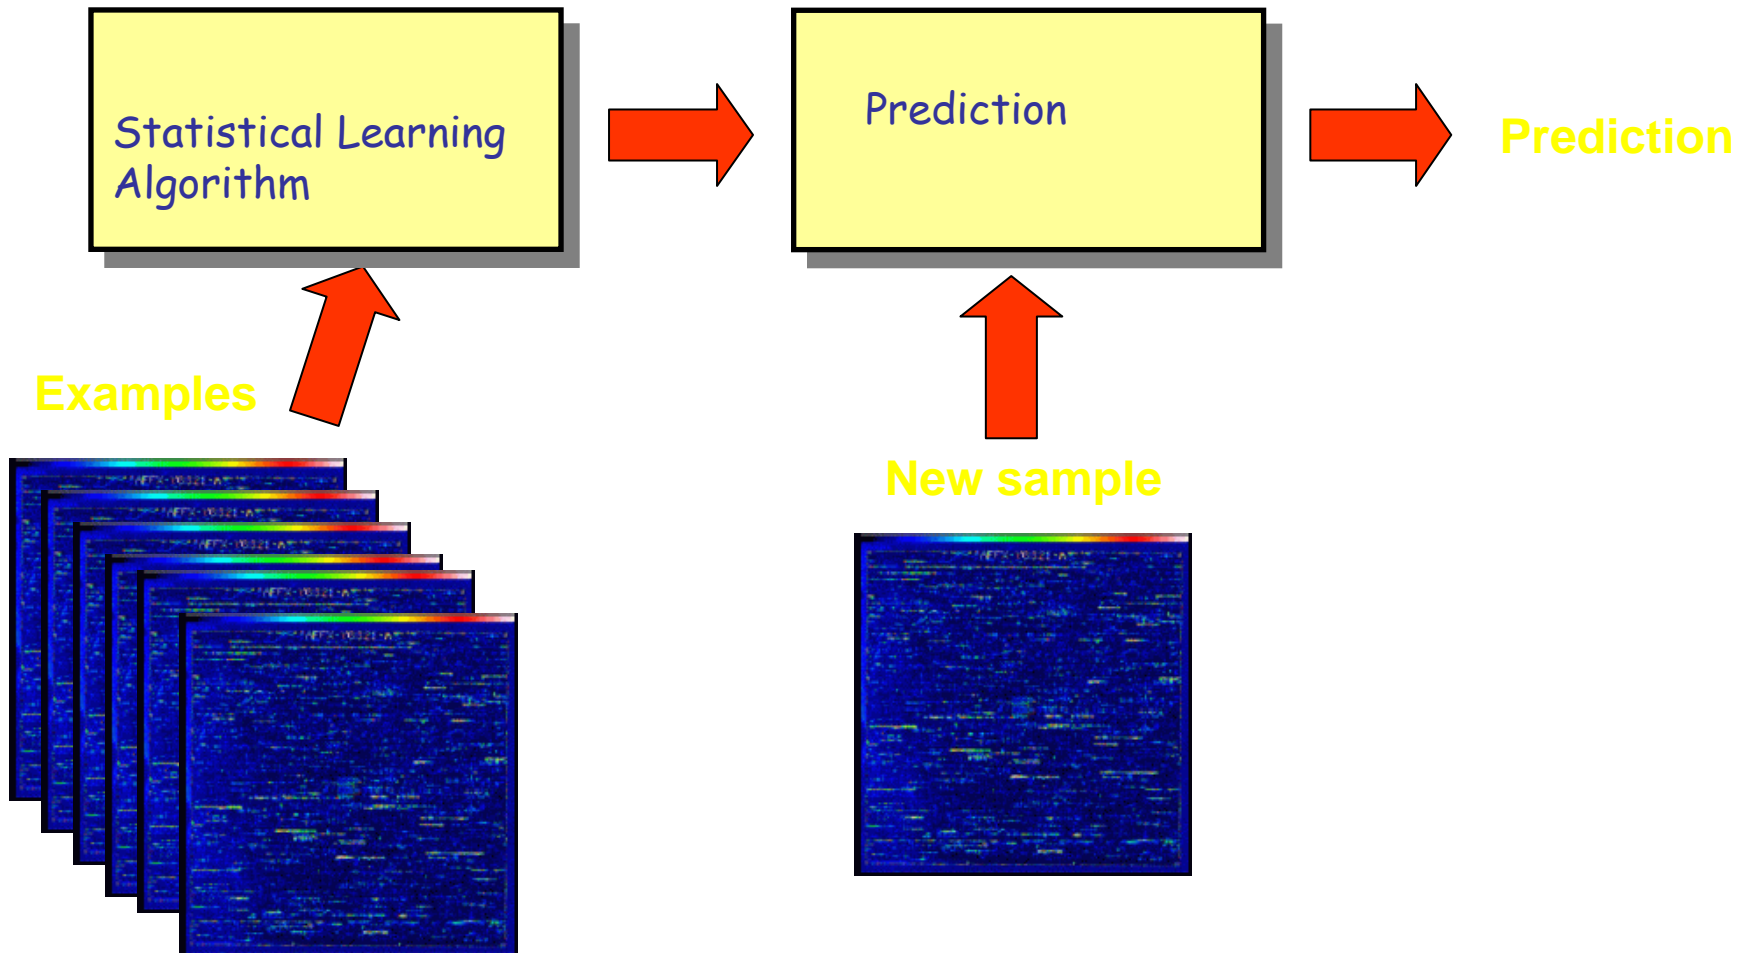 Statistical Learning
Algorithm
Prediction
Prediction
Examples
New sample